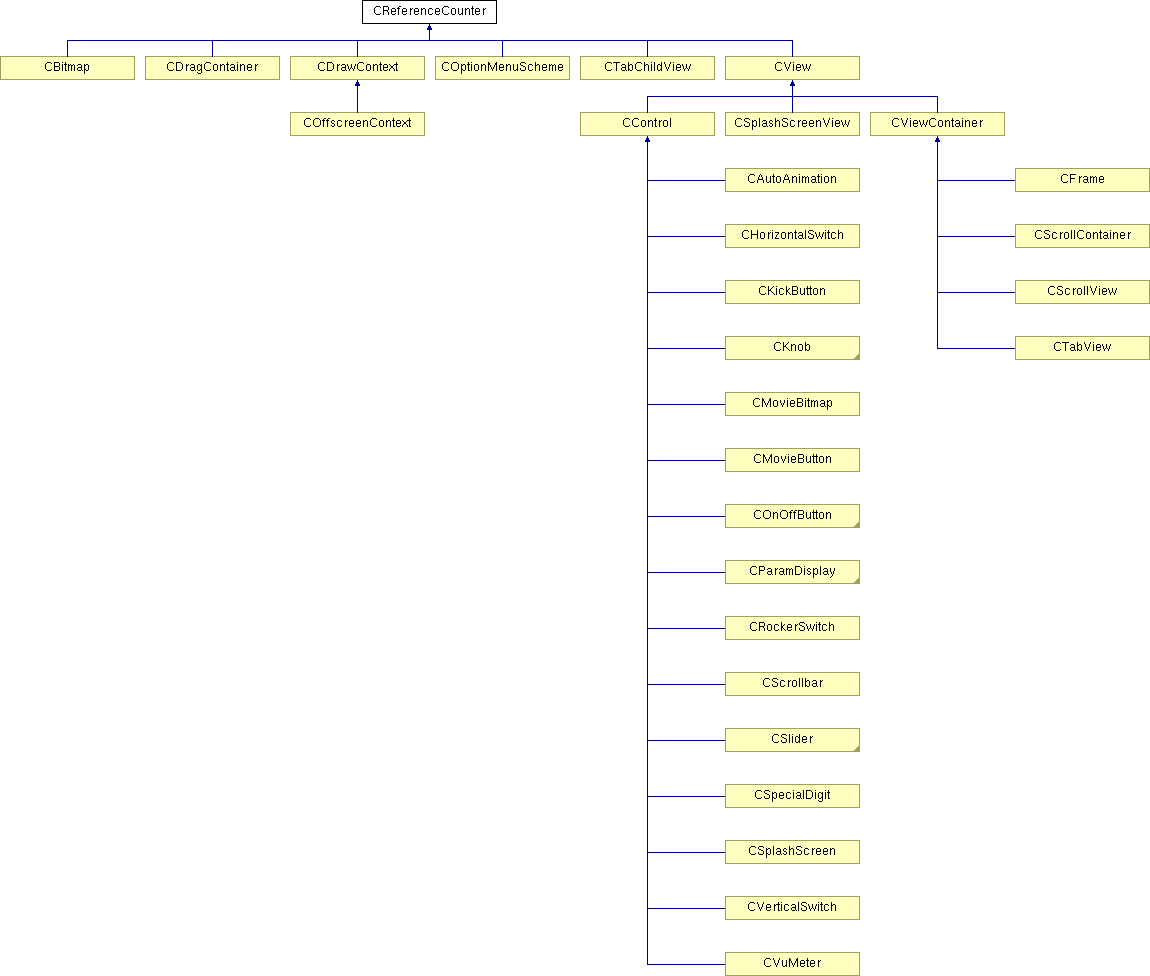 CReferenceCounter
CBitmap
CDragContainer
CDrawContext
COptionMenuScheme
CTabChildView
CView
COffscreenContext
CControl
CSplashScreenView
CViewContainer
CAutoAnimation
CFrame
CHorizontalSwitch
CScrollContainer
CKickButton
CScrollView
CKnob
CTabView
CMovieBitmap
CMovieButton
COnOffButton
CParamDisplay
CRockerSwitch
CScrollbar
CSlider
CSpecialDigit
CSplashScreen
CVerticalSwitch
CVuMeter